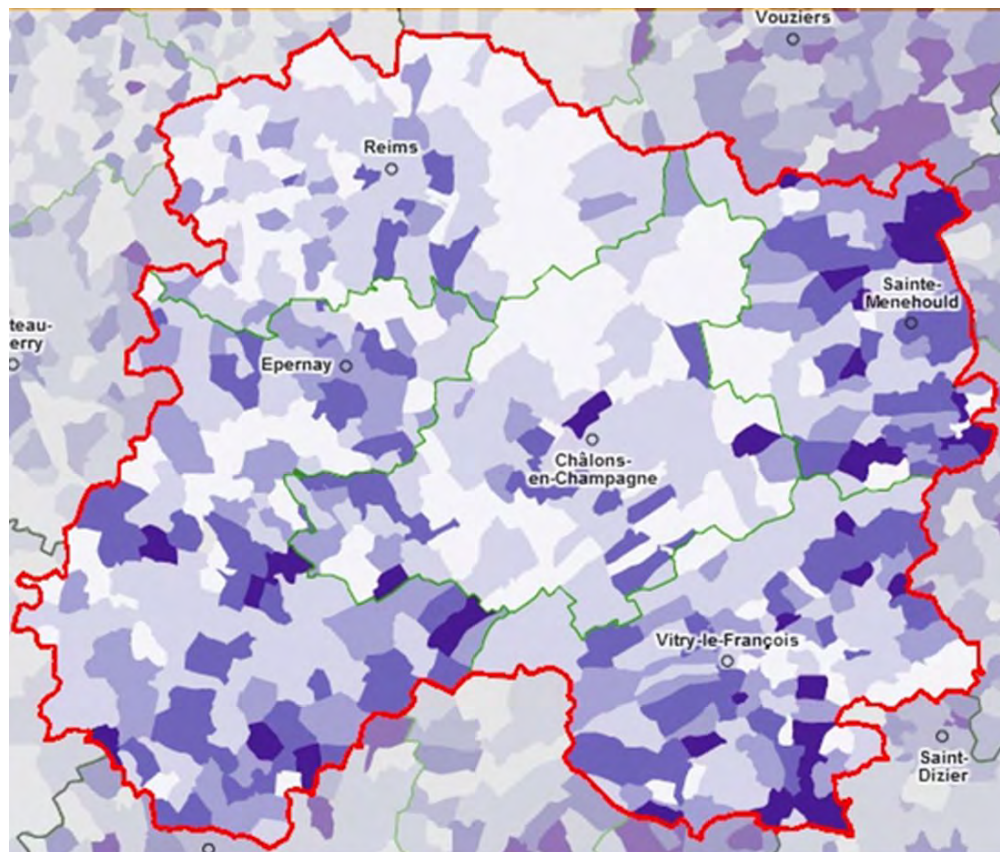 Vouziers
Reims
Sainte-
Menehould
teau-
erry
Epernay
Châlons-
en-Champagne
Vitry-le-François
Saint-
Dizier